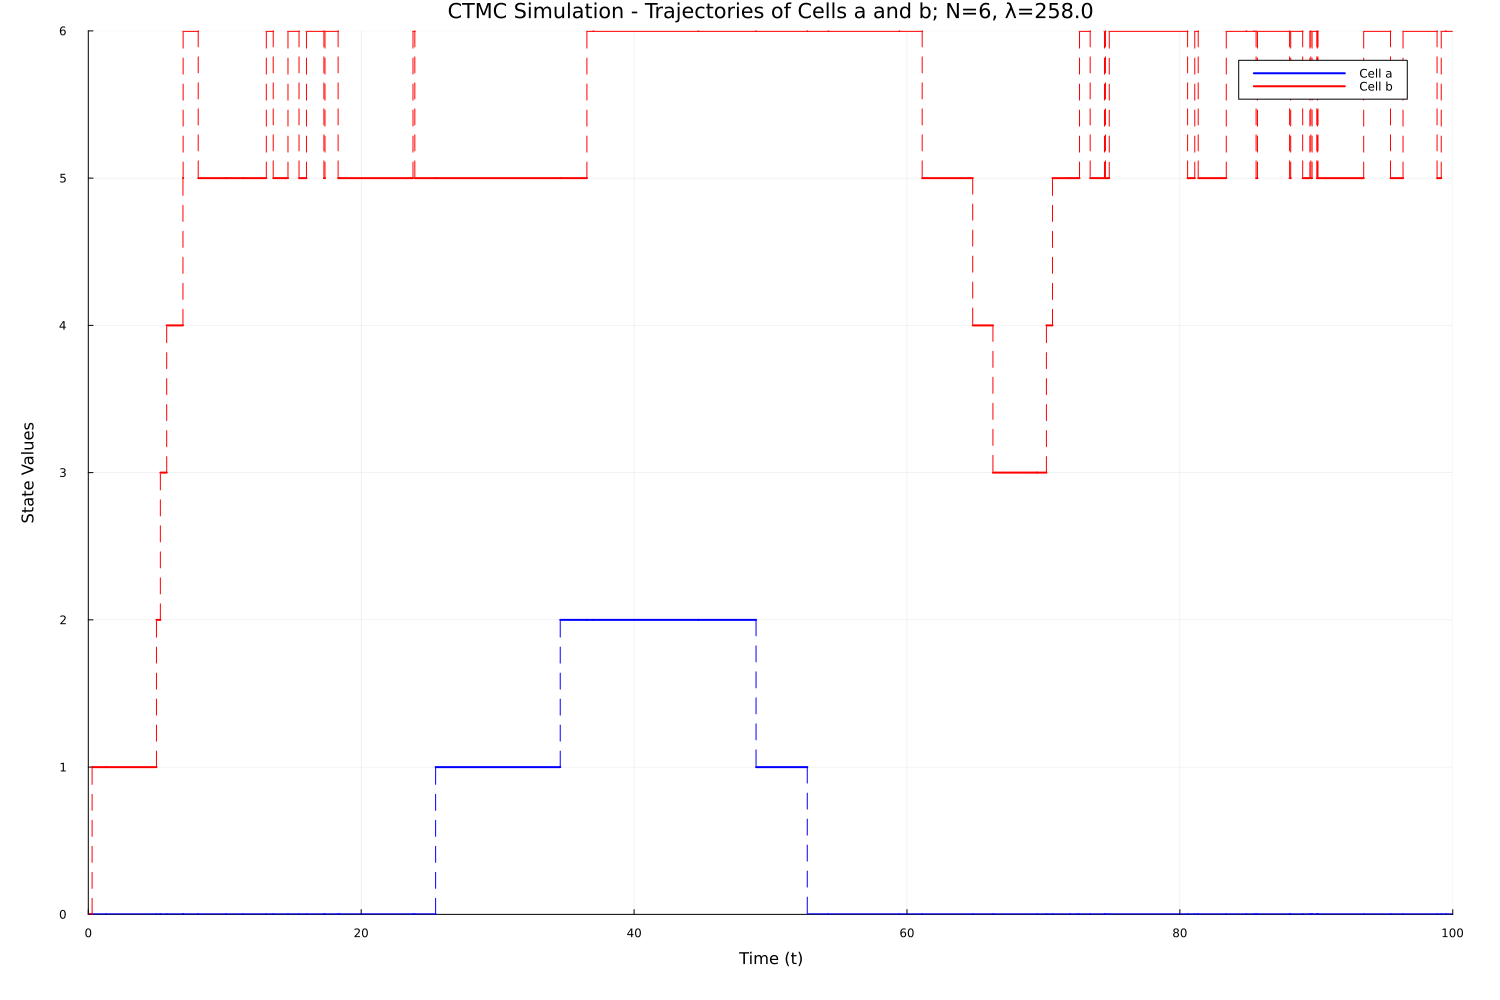 CTMC Simulation - Trajectories of Cells a and b; N=6, λ=258.0
6
Cell a
Cell b
5
4
3
State Values
2
1
0
0 20 40 60 80 100
Time (t)